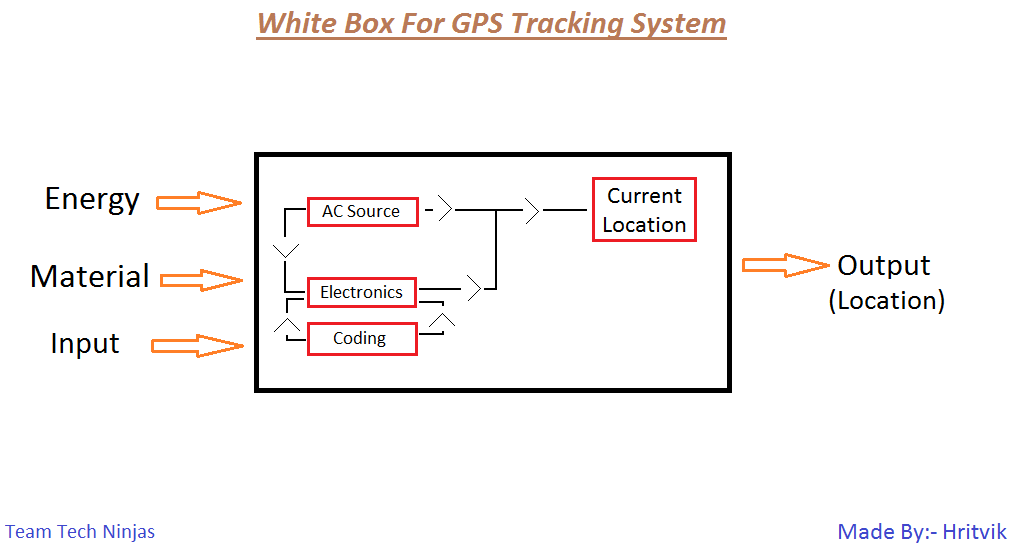 White Box For GPS Tracking System
Energy
AC Source
Current
Location
Material
Electronics
Output
(Location)
Input
Coding
Team Tech Ninjas
Made By:- Hritvik